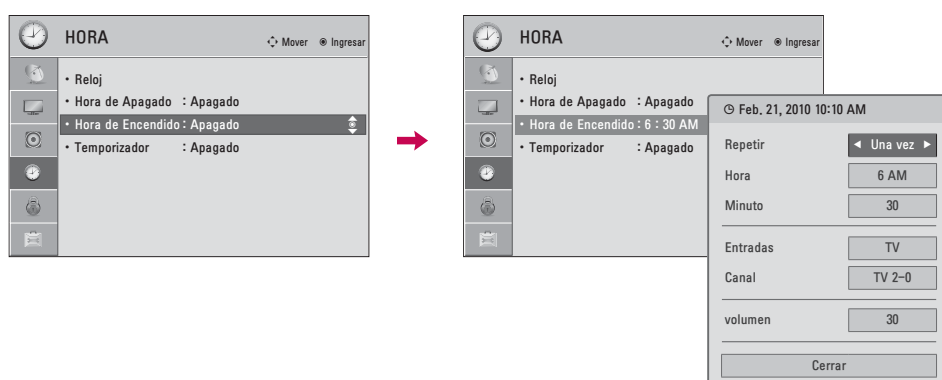 HORA
Mover Ingresar
• Reloj
• Hora de Apagado : Apagado
• Hora de Encendido : Apagado
• Temporizador : Apagado
HORA
Mover Ingresar
• Reloj
• Hora de Apagado : Apagado
• Hora de Encendido : 6 : 30 AM
• Temporizador : Apagado
Feb. 21, 2010 10:10 AM
Repetir ◄ Una vez ►
Hora 6 AM
Minuto 30
Entradas TV
Canal TV 2-0
volumen 30
Cerrar